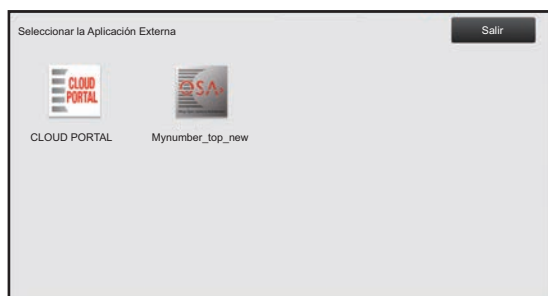 Seleccionar la Aplicación Externa
Salir
CLOUD
PORTAL
OSA
CLOUD PORTAL
Mynumber_top_new